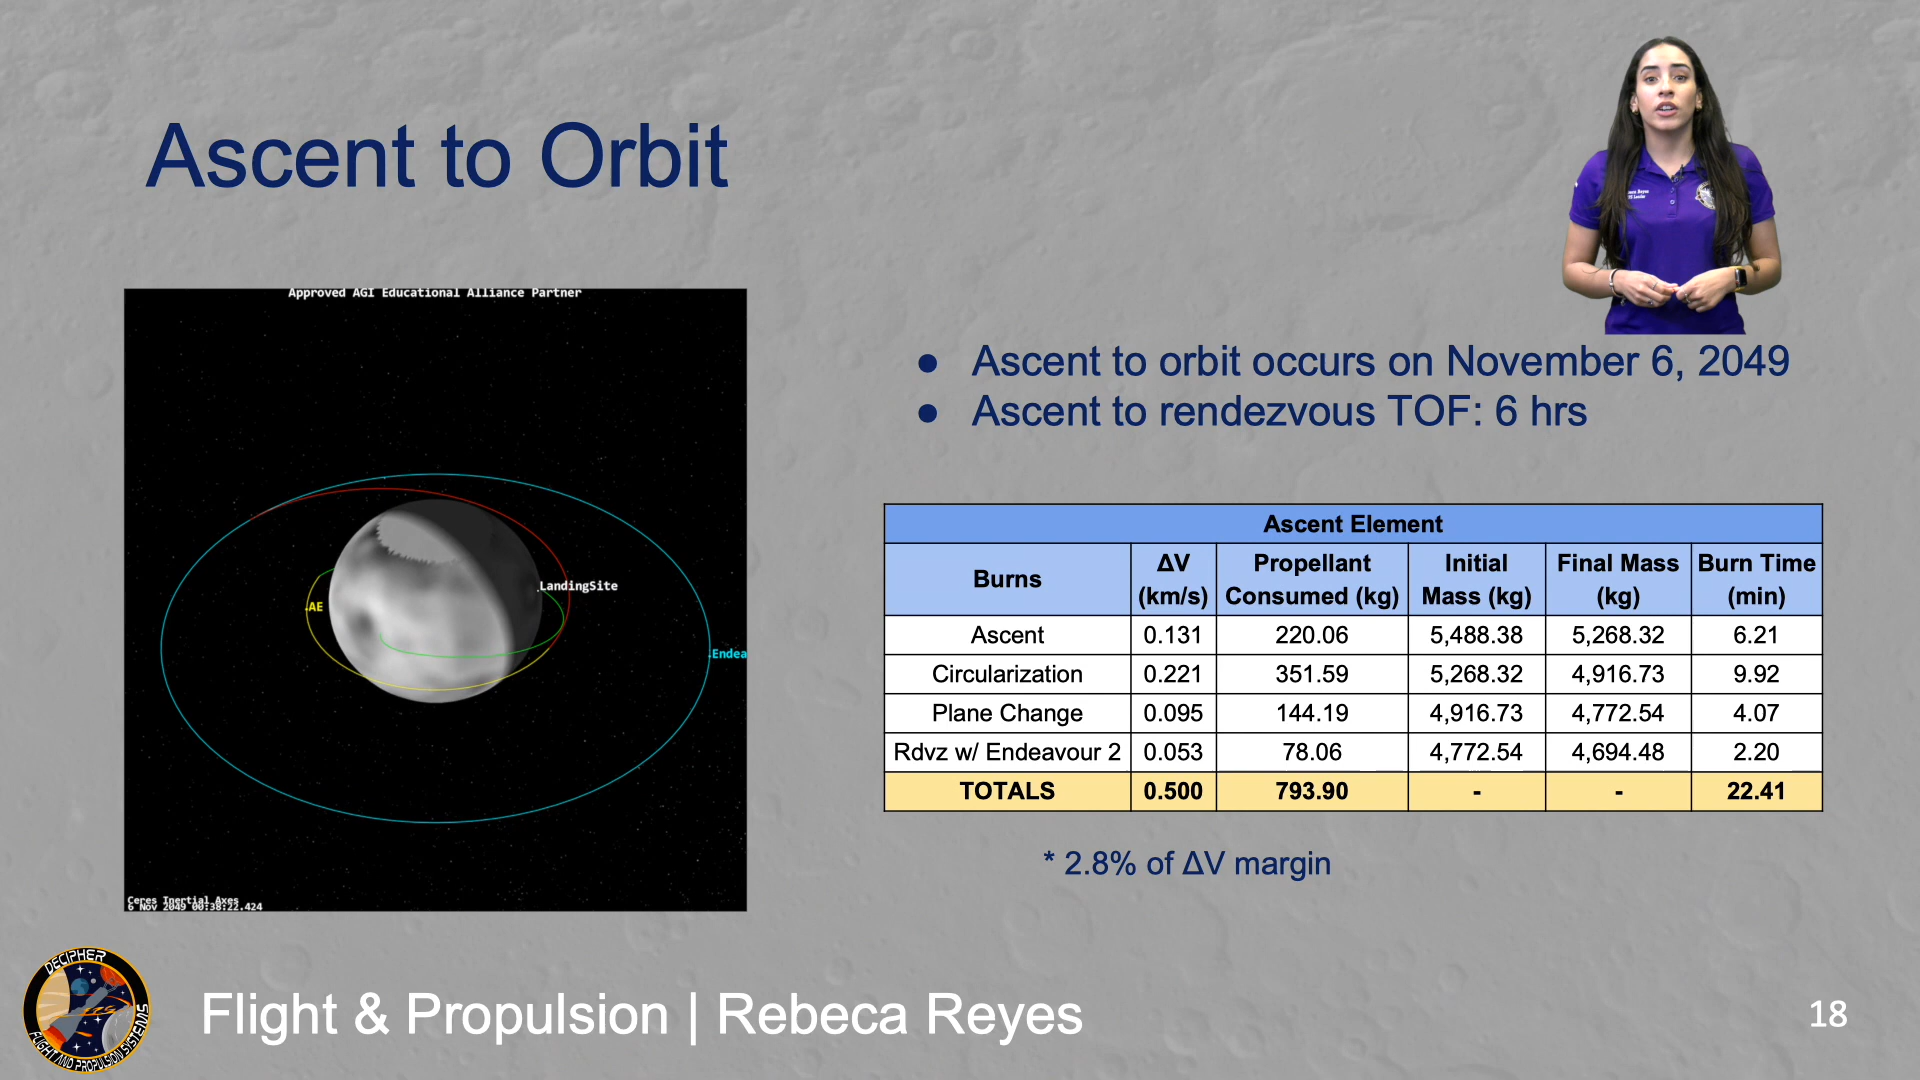 Ascent to Orbit
Approved AGI Educational Alliance Partner
LandingSite
AE
Endea
Ceres Inertial Axes
6 Nov 2049 00:38:22.424
● Ascent to orbit occurs on November 6, 2049
● Ascent to rendezvous TOF: 6 hrs
Ascent Element
Burns ΔV (km/s) Propellant Consumed (kg) Initial Mass (kg) Final Mass (kg) Burn Time (min)
Ascent 0.131 220.06 5,488.38 5,268.32 6.21
Circularization 0.221 351.59 5,268.32 4,916.73 9.92
Plane Change 0.095 144.19 4,916.73 4,772.54 4.07
Rdvz w/ Endeavour 2 0.053 78.06 4,772.54 4,694.48 2.20
TOTALS 0.500 793.90 - - 22.41
* 2.8% of ΔV margin
DECIPHER
FLIGHT AND PROPULSION SYSTEMS
Flight & Propulsion | Rebeca Reyes
18